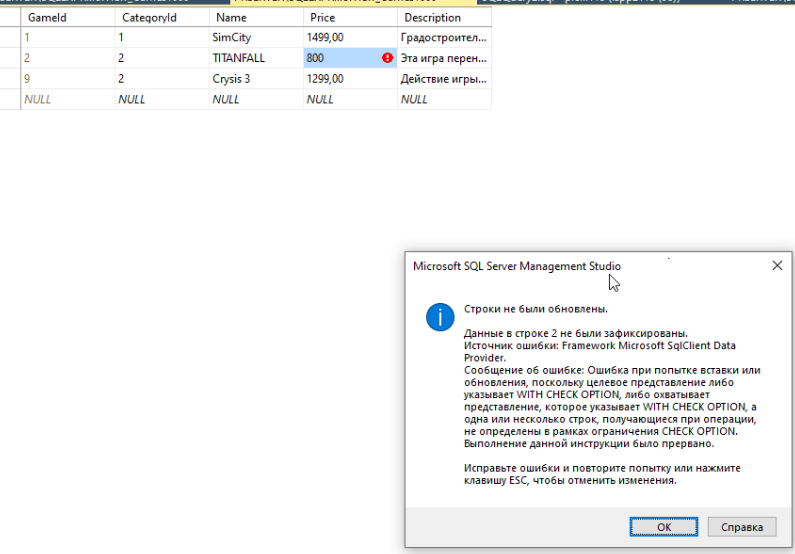 GameId CategoryId Name Price Description
1 1 SimCity 1499,00 Градостроител...
2 2 TITANFALL 800 Эта игра перен...
9 2 Crysis 3 1299,00 Действие игры...
NULL NULL NULL NULL NULL
Microsoft SQL Server Management Studio
Строки не были обновлены.
Данные в строке 2 не были зафиксированы.
Источник ошибки: Framework Microsoft SqlClient Data
Provider.
Сообщение об ошибке: Ошибка при попытке вставки или
обновления, поскольку целевое представление либо
указывает WITH CHECK OPTION, либо охватывает
представление, которое указывает WITH CHECK OPTION, а
одна или несколько строк, получающиеся при операции,
не определены в рамках ограничения CHECK OPTION.
Выполнение данной инструкции было прервано.
Исправьте ошибки и повторите попытку или нажмите
клавишу ESC, чтобы отменить изменения.
OK Справка